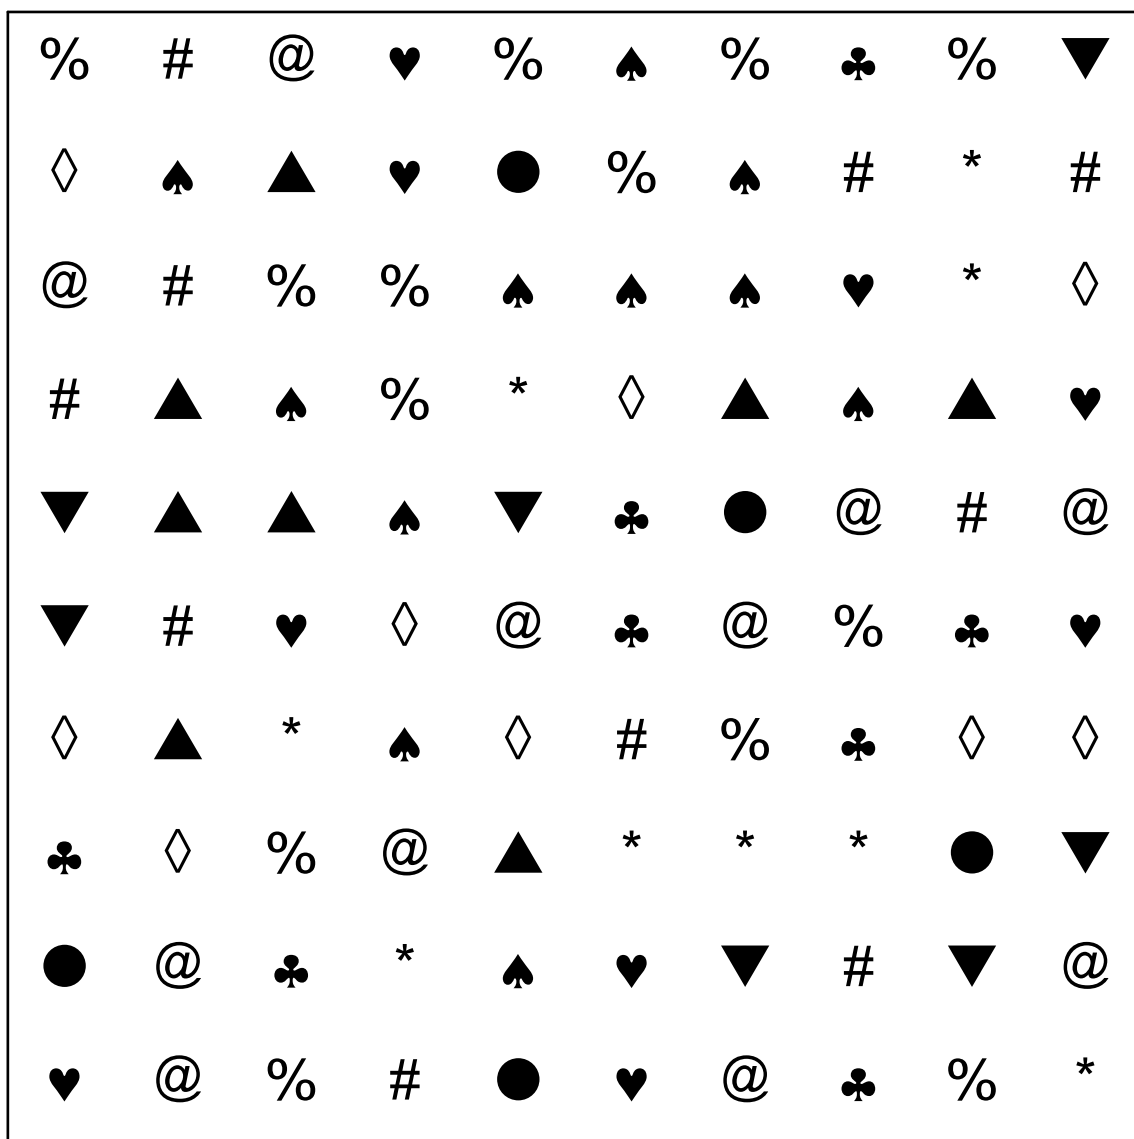 % # @ ♥ % ♠ % ♣ % ▼
◊ ♠ ▲ ♥ ● % ♠ # * #
@ # % % ♠ ♠ ♠ ♥ * ◊
# ▲ ♠ % * ◊ ▲ ♠ ▲ ♥
▼ ▲ ▲ ♠ ▼ ♣ ● @ # @
▼ # ♥ ◊ @ ♣ @ % ♣ ♥
◊ ▲ * ♠ ◊ # % ♣ ◊ ◊
♣ ◊ % @ ▲ * * * ● ▼
● @ ♣ * ♠ ♥ ▼ # ▼ @
♥ @ % # ● ♥ @ ♣ % *